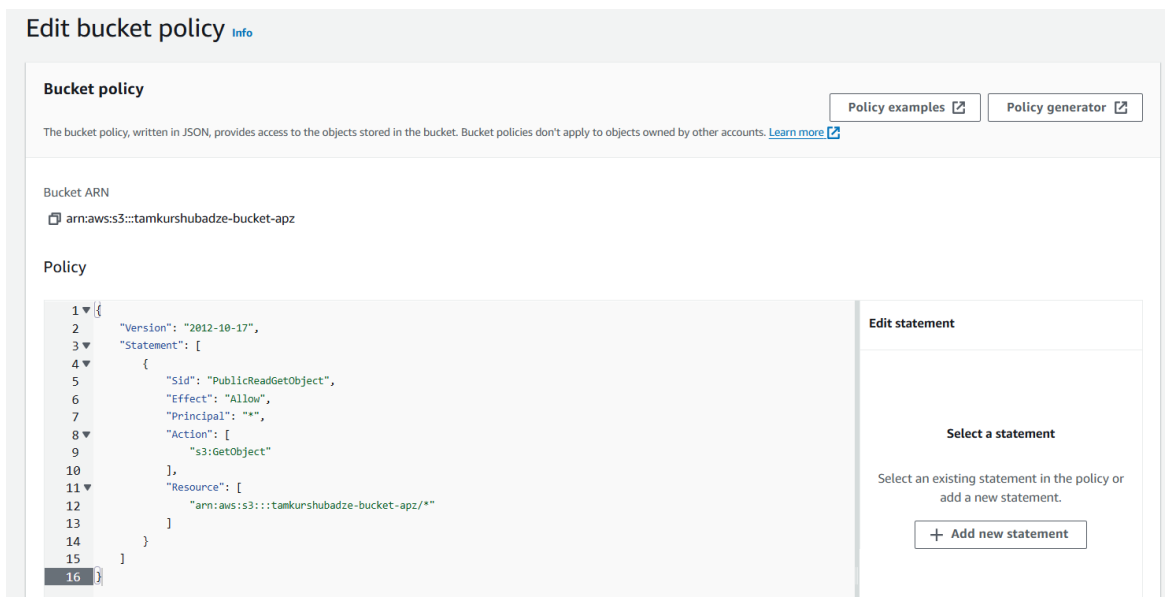 Edit bucket policy Info
Bucket policy
Policy examples
Policy generator
The bucket policy, written in JSON, provides access to the objects stored in the bucket. Bucket policies don't apply to objects owned by other accounts. Learn more
Bucket ARN
arn:aws:s3:::tamkurshubadze-bucket-apz
Policy
1 {
2 "Version": "2012-10-17",
3 "Statement": [
4 {
5 "Sid": "PublicReadGetObject",
6 "Effect": "Allow",
7 "Principal": "*",
8 "Action": [
9 "s3:GetObject"
10 ],
11 "Resource": [
12 "arn:aws:s3:::tamkurshubadze-bucket-apz/*"
13 ]
14 }
15 ]
16 }
Edit statement
Select a statement
Select an existing statement in the policy or
add a new statement.
+ Add new statement